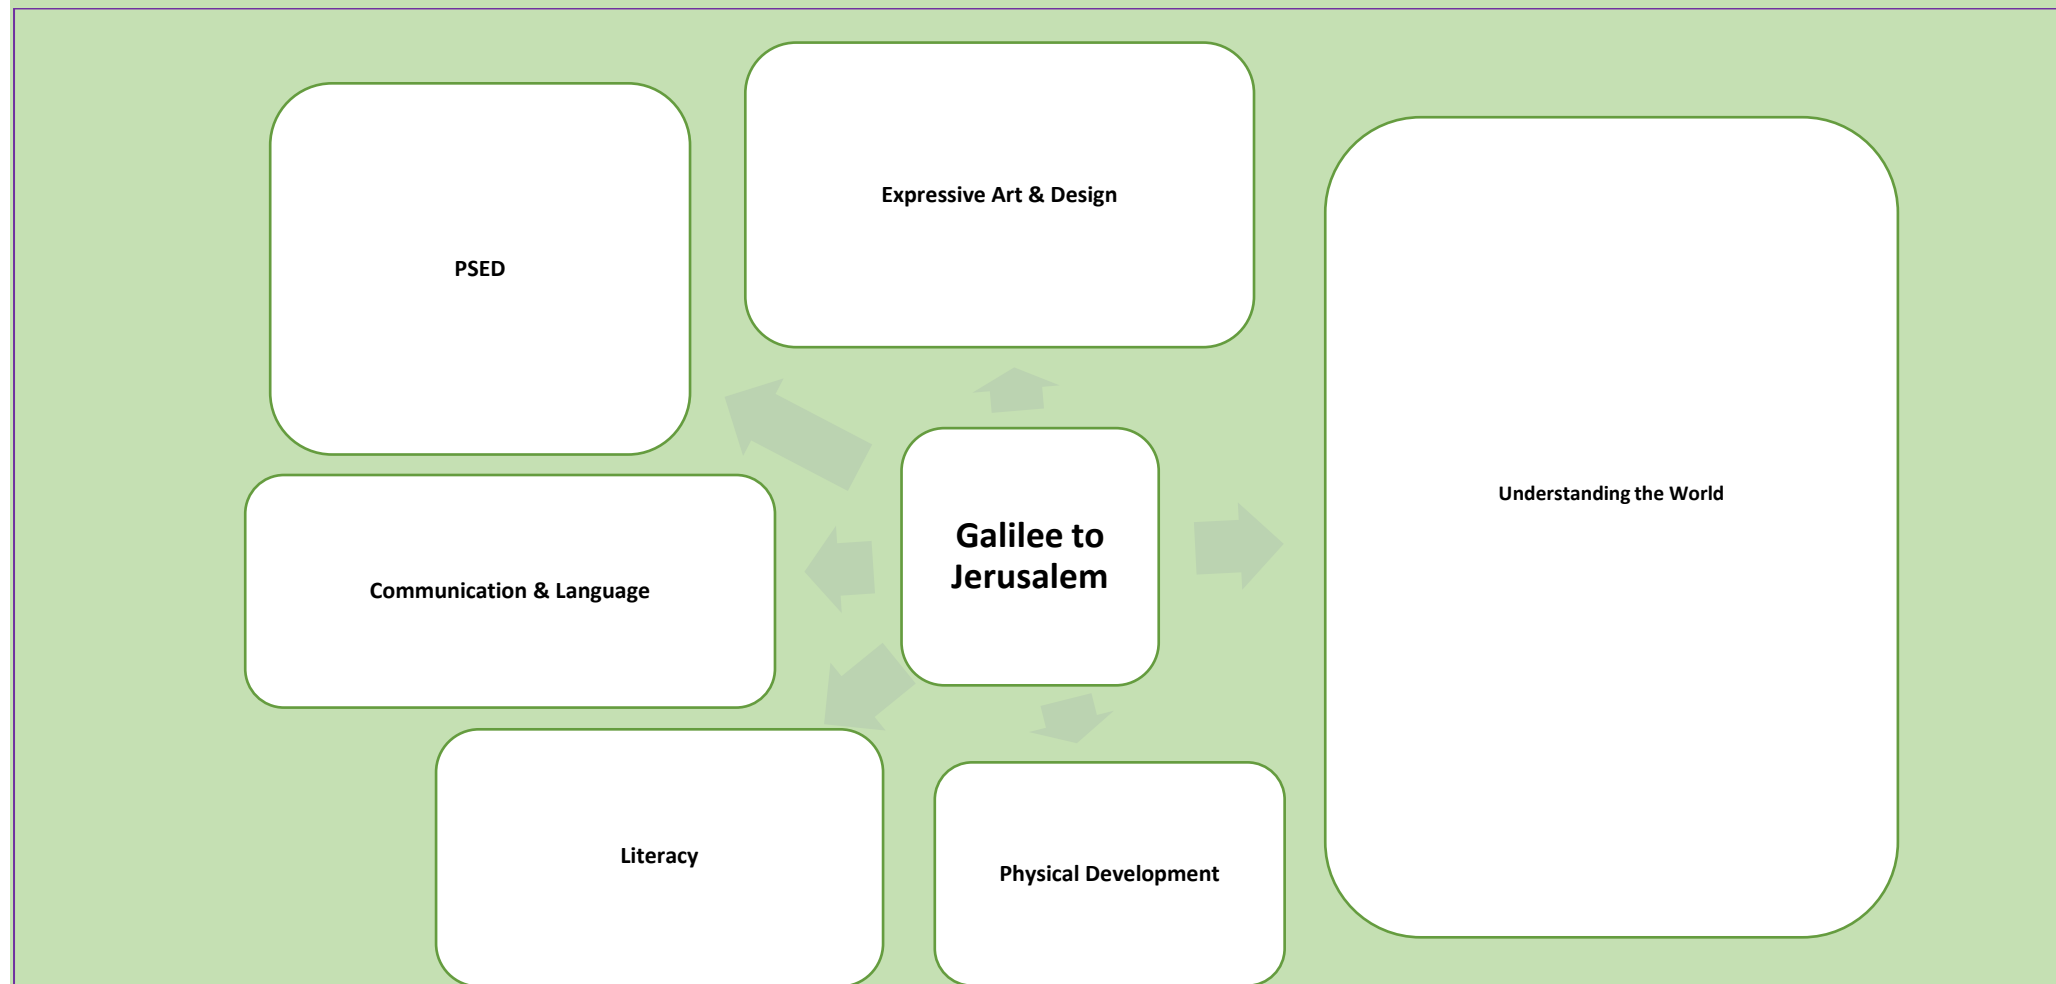 Expressive Art & Design
PSED
Understanding the World
Galilee to
Jerusalem
Communication & Language
Literacy
Physical Development